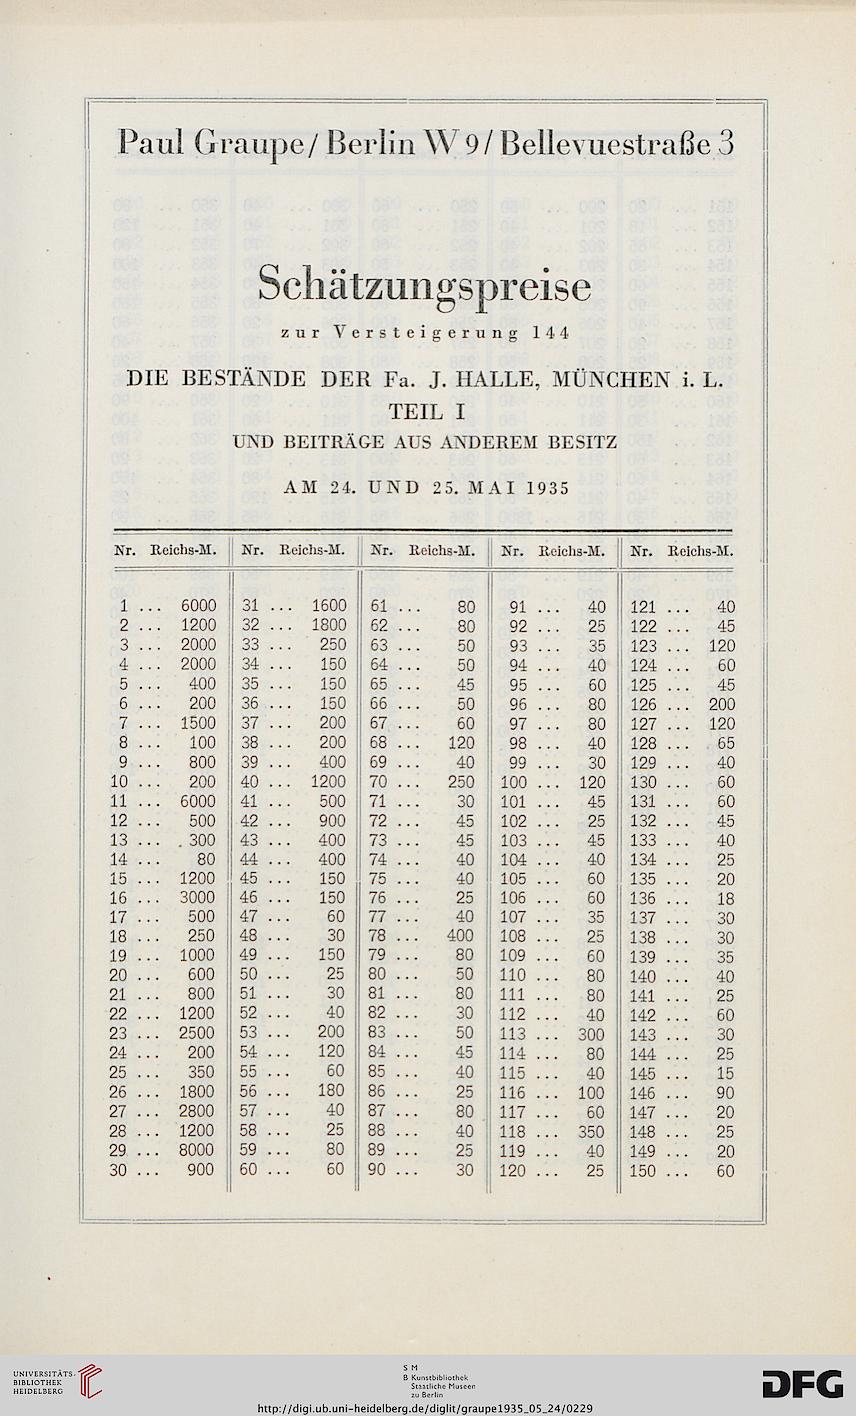 Paul Graupe / Berlin W 9 / Bellevuestraße 3
Schätzungspreise
zur Versteigerung 144
DIE BESTÄNDE DER Fa. J. HALLE, MÜNCHEN i. L.
TEIL I
UND BEITRÄGE AUS ANDEREM BESITZ
AM 24. UND 25. MAI 1935
Nr. Reichs-M. Nr. Reichs-M. Nr. Reichs-M. Nr. Reichs-M. Nr. Reichs-M.
1 ... 6000 31 ... 1600 61 ... 80 91 ... 40 121 ... 40
2 ... 1200 32 ... 1800 62 ... 80 92 ... 25 122 ... 45
3 ... 2000 33 ... 250 63 ... 50 93 ... 35 123 ... 120
4 ... 2000 34 ... 150 64 ... 50 94 ... 40 124 ... 60
5 ... 400 35 ... 150 65 ... 45 95 ... 60 125 ... 45
6 ... 200 36 ... 150 66 ... 50 96 ... 80 126 ... 200
7 ... 1500 37 ... 200 67 ... 60 97 ... 80 127 ... 120
8 ... 100 38 ... 200 68 ... 120 98 ... 40 128 ... 65
9 ... 800 39 ... 400 69 ... 40 99 ... 30 129 ... 40
10 ... 200 40 ... 1200 70 ... 250 100 ... 120 130 ... 60
11 ... 6000 41 ... 500 71 ... 30 101 ... 45 131 ... 60
12 ... 500 42 ... 900 72 ... 45 102 ... 25 132 ... 45
13 ... 300 43 ... 400 73 ... 45 103 ... 45 133 ... 40
14 ... 80 44 ... 400 74 ... 40 104 ... 40 134 ... 25
15 ... 1200 45 ... 150 75 ... 40 105 ... 60 135 ... 20
16 ... 3000 46 ... 150 76 ... 25 106 ... 60 136 ... 18
17 ... 500 47 ... 60 77 ... 40 107 ... 35 137 ... 30
18 ... 250 48 ... 30 78 ... 400 108 ... 25 138 ... 30
19 ... 1000 49 ... 150 79 ... 80 109 ... 60 139 ... 35
20 ... 600 50 ... 25 80 ... 50 110 ... 80 140 ... 40
21 ... 800 51 ... 30 81 ... 80 111 ... 80 141 ... 25
22 ... 1200 52 ... 40 82 ... 30 112 ... 40 142 ... 60
23 ... 2500 53 ... 200 83 ... 50 113 ... 300 143 ... 30
24 ... 200 54 ... 120 84 ... 45 114 ... 80 144 ... 25
25 ... 350 55 ... 60 85 ... 40 115 ... 40 145 ... 15
26 ... 1800 56 ... 180 86 ... 25 116 ... 100 146 ... 90
27 ... 2800 57 ... 40 87 ... 80 117 ... 60 147 ... 20
28 ... 1200 58 ... 25 88 ... 40 118 ... 350 148 ... 25
29 ... 8000 59 ... 80 89 ... 25 119 ... 40 149 ... 20
30 ... 900 60 ... 60 90 ... 30 120 ... 25 150 ... 60
UNIVERSITÄTS-
BIBLIOTHEK
HEIDELBERG
S M
B Kunstbibliothek
Staatliche Museen
zu Berlin
DFG
http://digi.ub.uni-heidelberg.de/diglit/graupe1935_05_24/0229